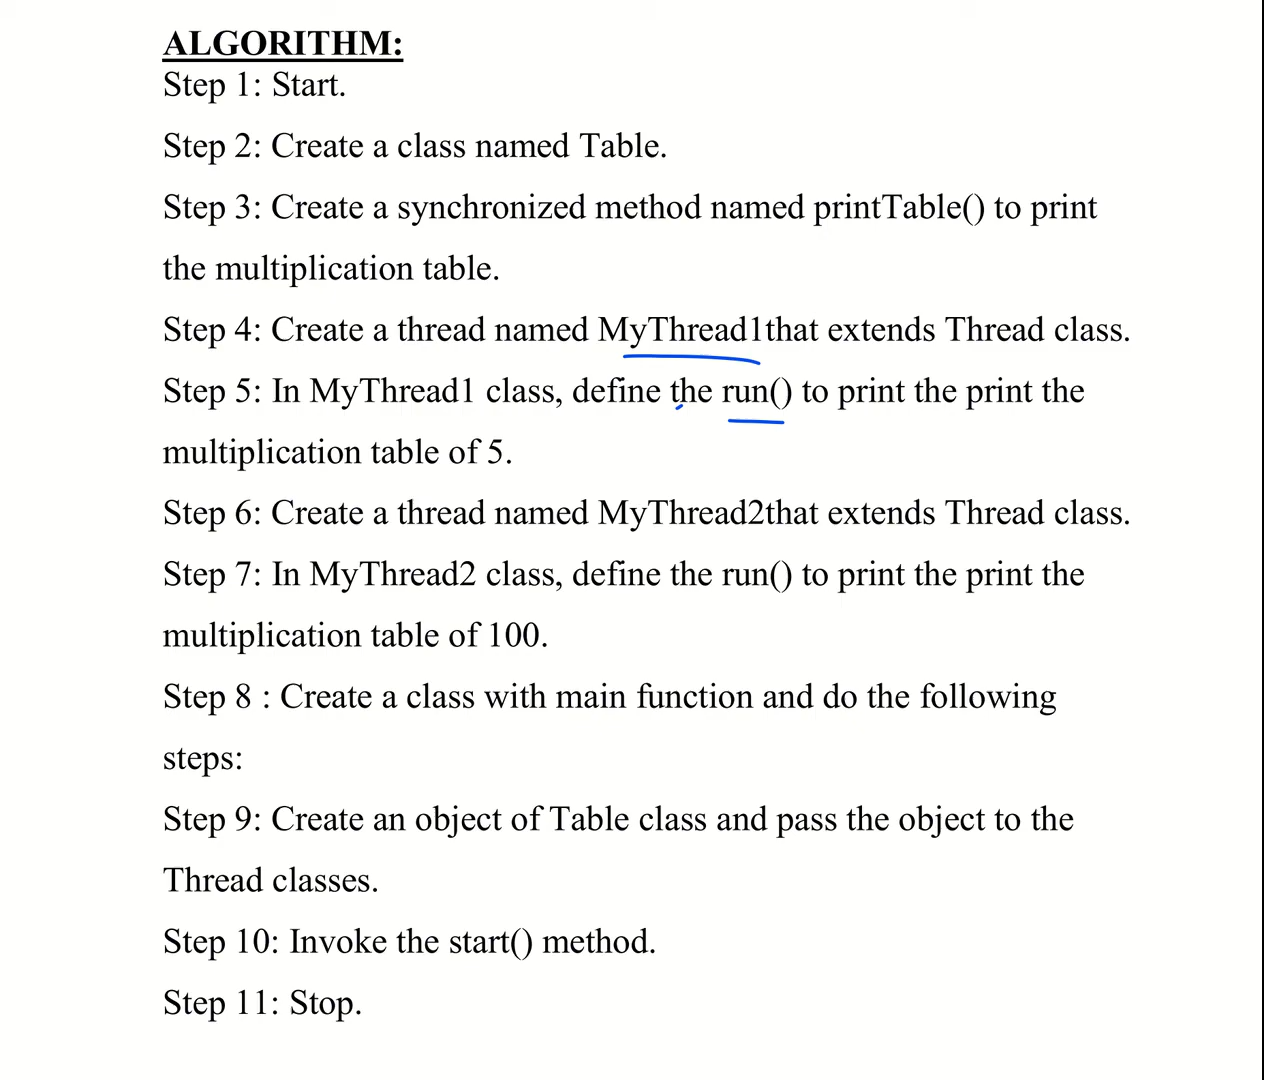 ALGORITHM:
Step 1: Start.
Step 2: Create a class named Table.
Step 3: Create a synchronized method named printTable() to print
the multiplication table.
Step 4: Create a thread named MyThread1that extends Thread class.
Step 5: In MyThread1 class, define the run() to print the print the
multiplication table of 5.
Step 6: Create a thread named MyThread2that extends Thread class.
Step 7: In MyThread2 class, define the run() to print the print the
multiplication table of 100.
Step 8 : Create a class with main function and do the following
steps:
Step 9: Create an object of Table class and pass the object to the
Thread classes.
Step 10: Invoke the start() method.
Step 11: Stop.